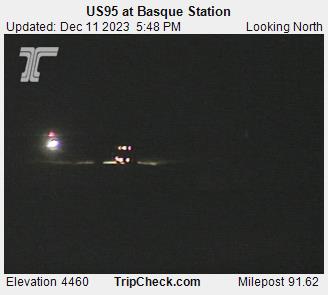 US95 at Basque Station
Updated: Dec 11 2023 5:48 PM Looking North
Elevation 4460 TripCheck.com Milepost 91.62